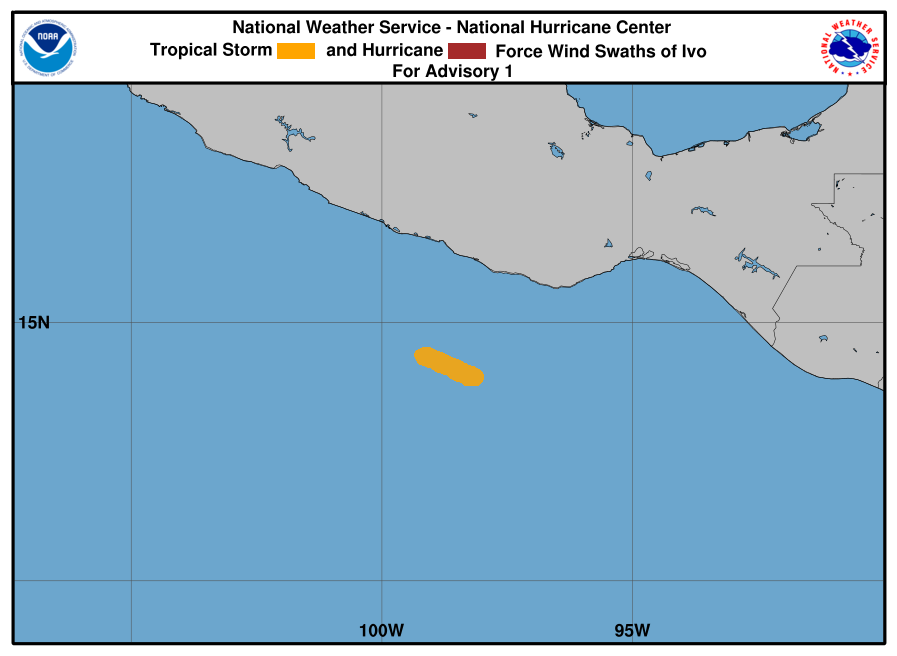 National Weather Service - National Hurricane Center
Tropical Storm and Hurricane Force Wind Swaths of Ivo
For Advisory 1
NOAA
NATIONAL WEATHER SERVICE
15N
100W
95W